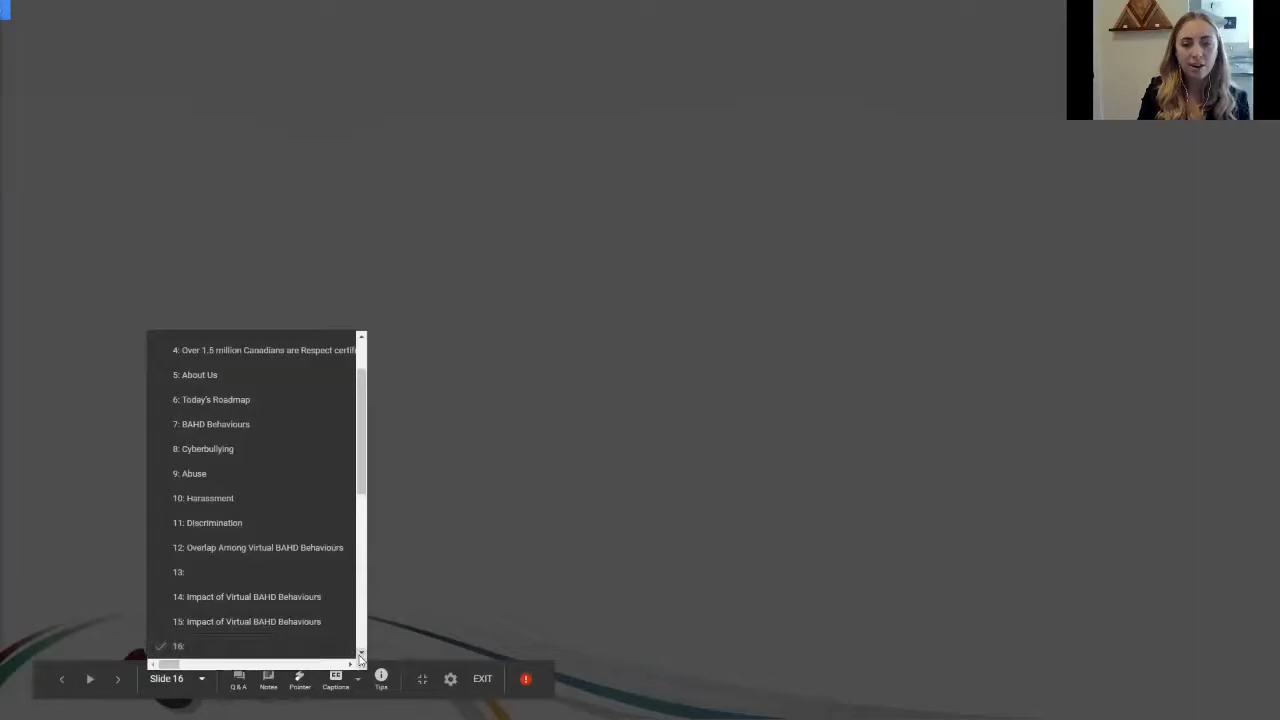 4: Over 1.5 million Canadians are Respect certif
5: About Us
6: Today's Roadmap
7: BAHD Behaviours
8: Cyberbullying
9: Abuse
10: Harassment
11: Discrimination
12: Overlap Among Virtual BAHD Behaviours
13:
14: Impact of Virtual BAHD Behaviours
15: Impact of Virtual BAHD Behaviours
16:
Slide 16
Q & A
Notes
Pointer
CC
Captions
Tips
EXIT